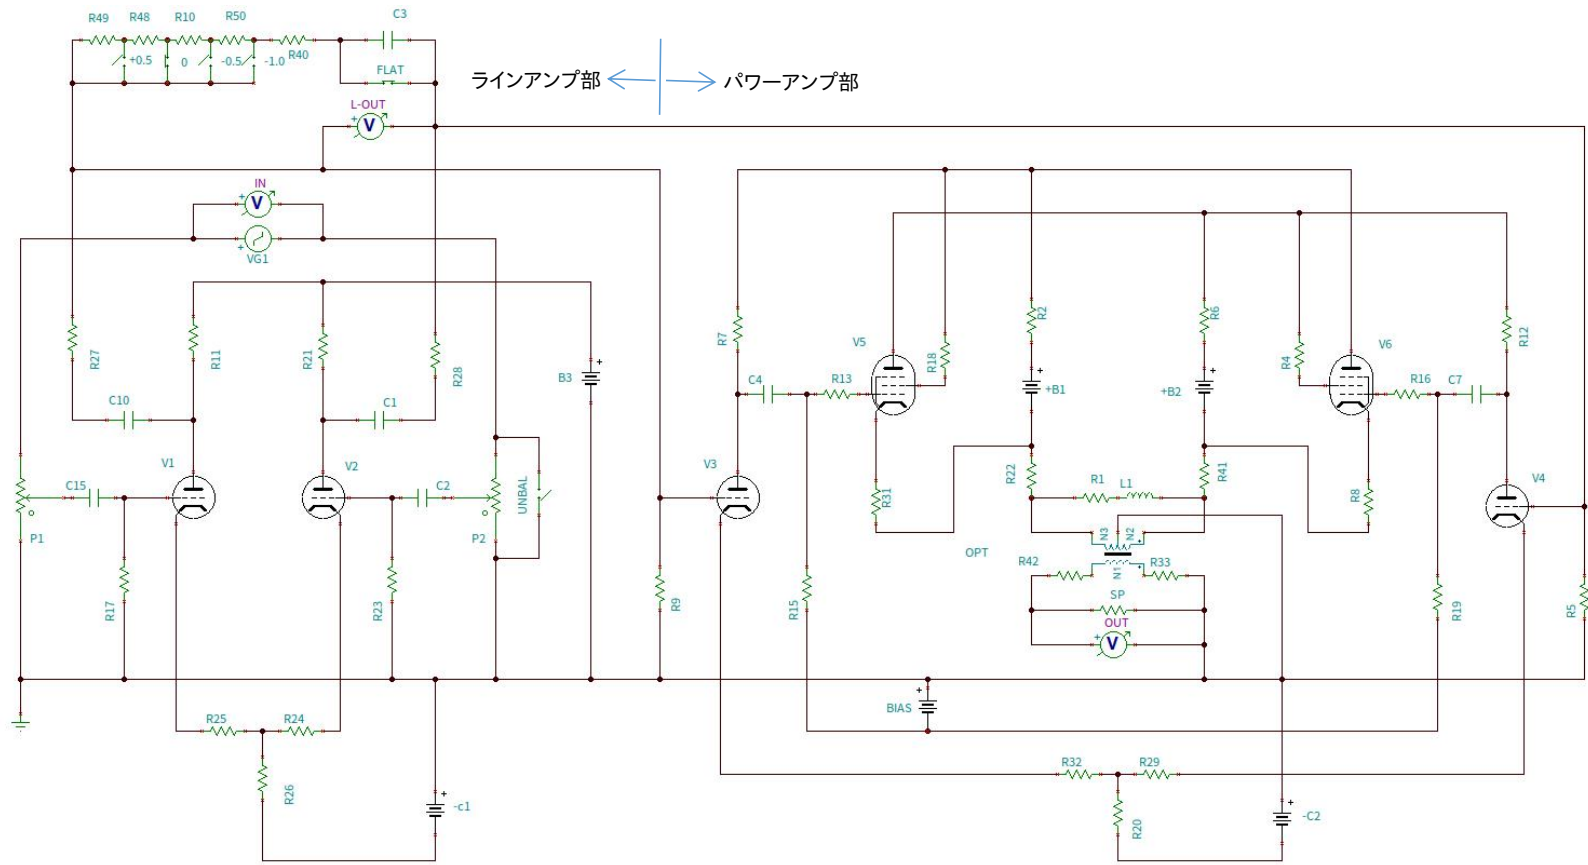 R49 R48 R10 R50 C3
+0.5 0 -0.5 -1.0 R40
FLAT
ラインアンプ部 パワーアンプ部
L-OUT
V
IN
V
VG1
R27 R11 R21 R28 B3
C10 C1
V1 V2
C15 C2
P1 P2
UNBAL
R17 R23
R25 R24
R26
-c1
R7 V5 R18 R2 R6 R4 V6 R12
C4 R13 +B1 +B2 R16 C7
V3 R22 R1 L1 R41 V4
R31 R8
N3 N2
OPT
R42 N1 R33
SP
OUT
V
R9 R15 R19 R5
BIAS
R32 R29
R20
-C2